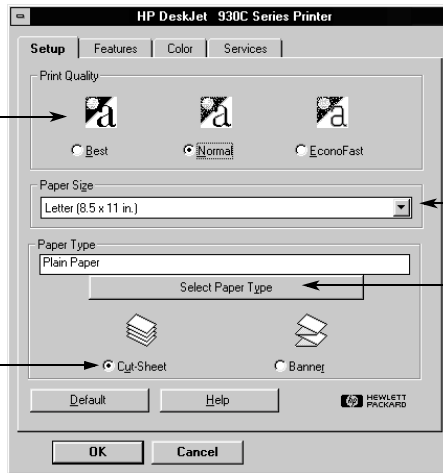 HP DeskJet 930C Series Printer
Setup Features Color Services
Print Quality
a a a
Best Normal EconoFast
Paper Size
Letter (8.5 x 11 in.)
Paper Type
Plain Paper
Select Paper Type
Cut-Sheet Banner
Default Help hp HEWLETT
PACKARD
OK Cancel